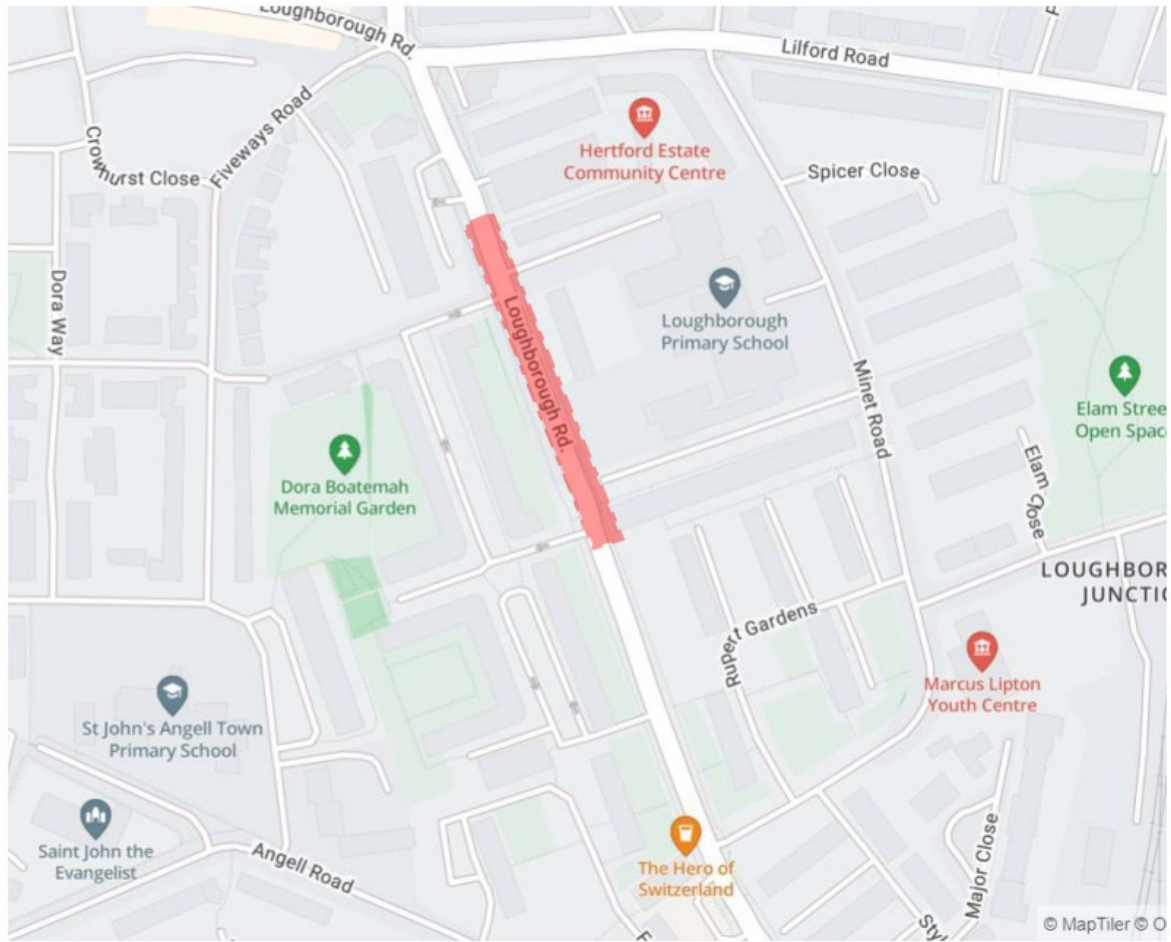 Loughborough Rd.
Lilford Road
Hertford Estate
Community Centre
Fiveways Road
Crowhurst Close
Spicer Close
Dora Way
Loughborough Rd.
Loughborough
Primary School
Minet Road
Elam Stree
Open Spac
Dora Boatemah
Memorial Garden
Elam Close
LOUGHBOR
JUNCTIO
Rupert Gardens
Marcus Lipton
Youth Centre
St John's Angell Town
Primary School
Saint John the
Evangelist
Angell Road
The Hero of
Switzerland
Major Close
Styl
© MapTiler © O